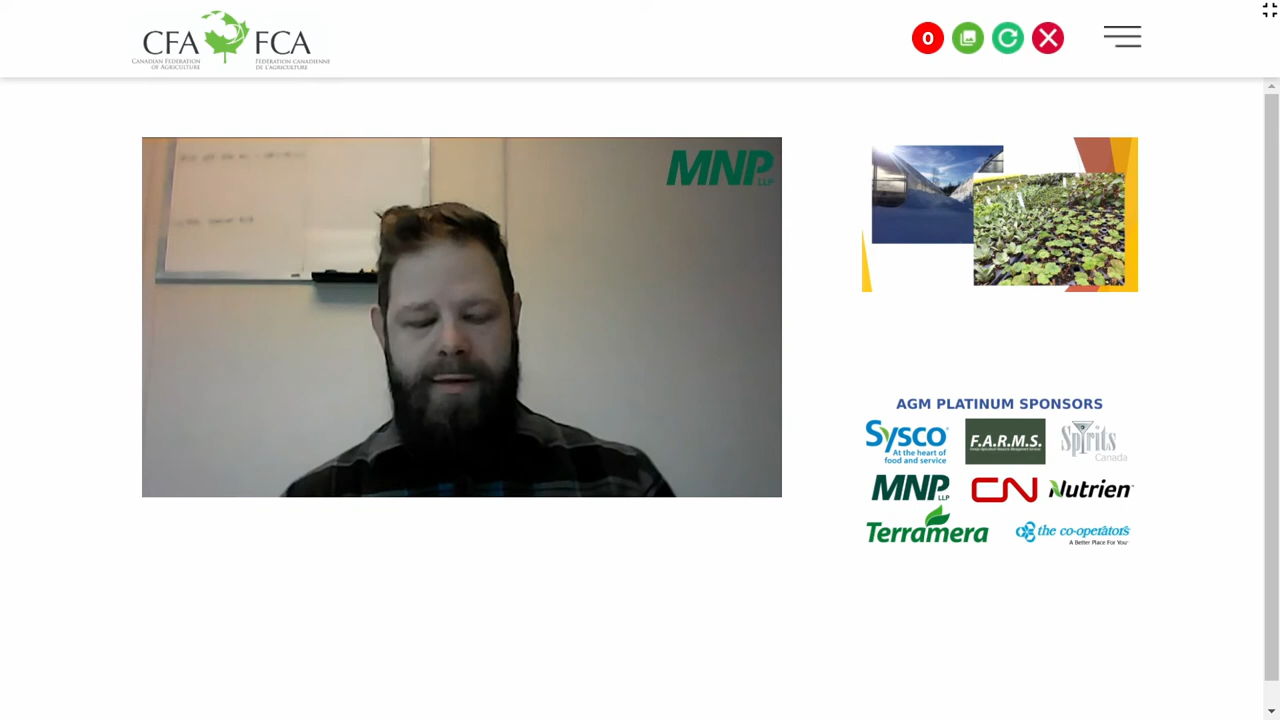 CFA FCA
CANADIAN FEDERATION OF AGRICULTURE
FÉDÉRATION CANADIENNE DE L'AGRICULTURE
0
MNP LLP
AGM PLATINUM SPONSORS
Sysco
At the heart of
food and service
F.A.R.M.S.
Spirits
Canada
MNP LLP
CN
Nutrien
Terramera
the co-operators
A Better Place For You